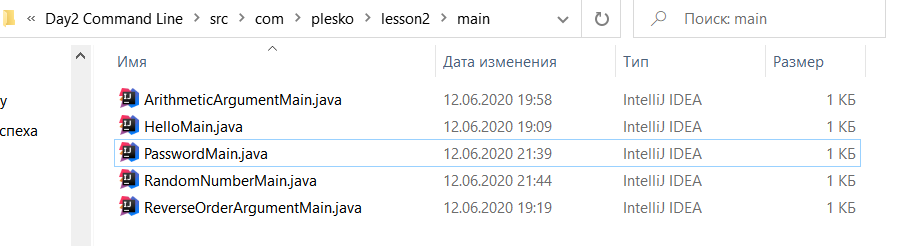 « Day2 Command Line > src > com > plesko > lesson2 > main
Поиск: main
Имя Дата изменения Тип Размер
ArithmeticArgumentMain.java 12.06.2020 19:58 IntelliJ IDEA 1 КБ
у HelloMain.java 12.06.2020 19:09 IntelliJ IDEA 1 КБ
спеха PasswordMain.java 12.06.2020 21:39 IntelliJ IDEA 1 КБ
RandomNumberMain.java 12.06.2020 21:44 IntelliJ IDEA 1 КБ
ReverseOrderArgumentMain.java 12.06.2020 19:19 IntelliJ IDEA 1 КБ